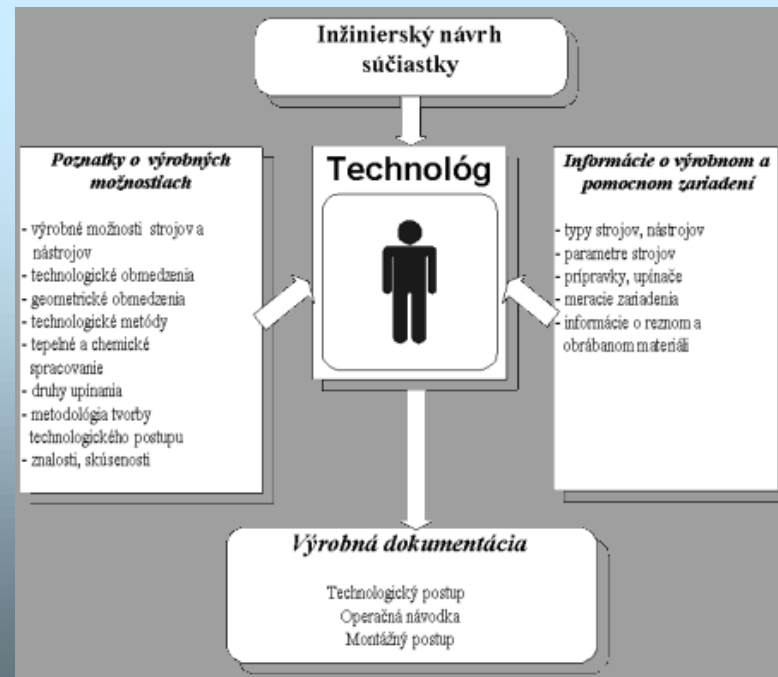 Inžinierský návrh
súčiastky
Poznatky o výrobných
možnostiach
- výrobné možnosti strojov a
nástrojov
- technologické obmedzenia
- geometrické obmedzenia
- technologické metódy
- tepelné a chemické
spracovanie
- druhy upínania
- metodológia tvorby
technologického postupu
- znalosti, skúsenosti
Technológ
Informácie o výrobnom a
pomocnom zariadení
- typy strojov, nástrojov
- parametre strojov
- prípravky, upínače
- meracie zariadenia
- informácie o reznom a
obrábanom materiáli
Výrobná dokumentácia
Technologický postup
Operačná návodka
Montážny postup